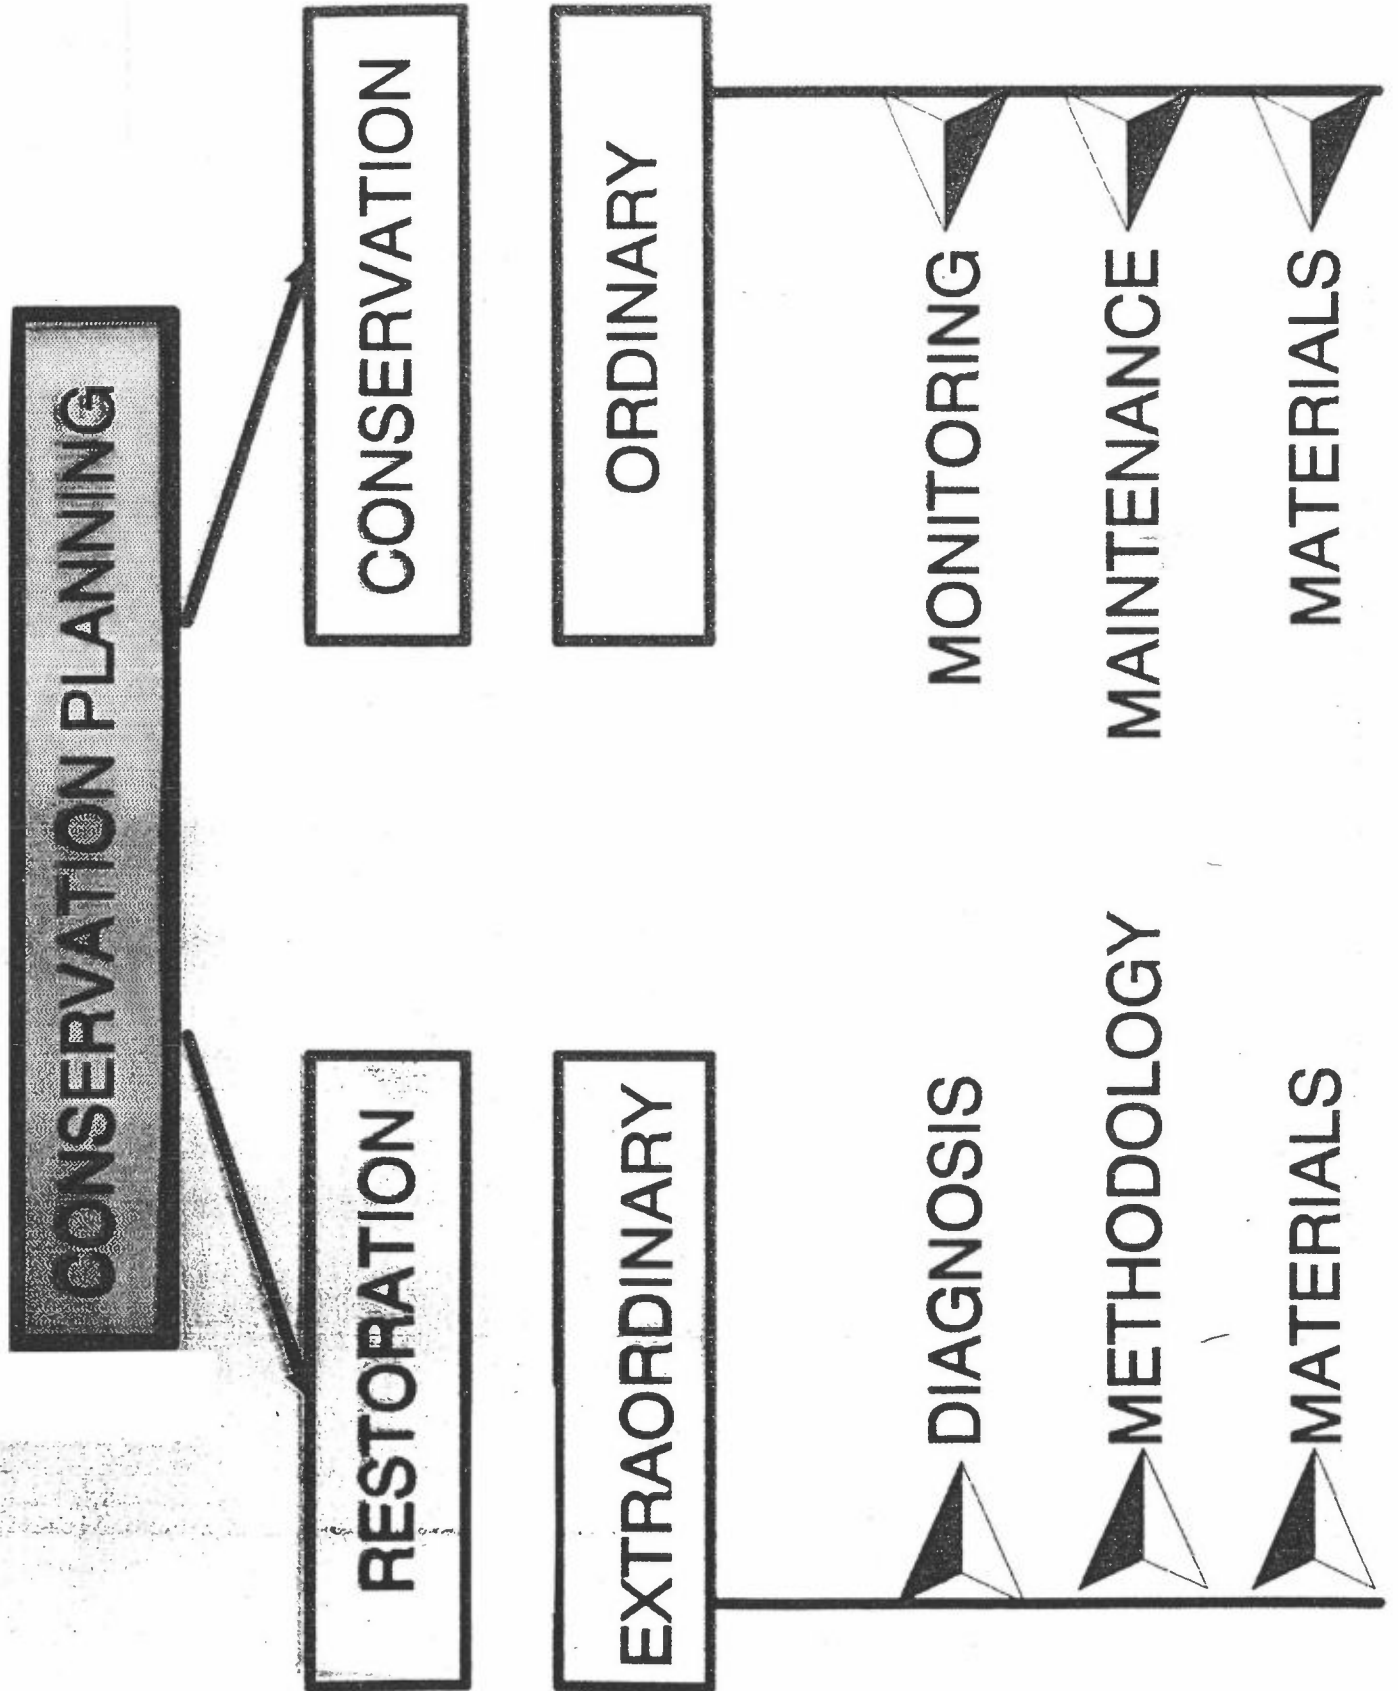 CONSERVATION PLANNING
RESTORATION
CONSERVATION
EXTRAORDINARY
ORDINARY
DIAGNOSIS
MONITORING
METHODOLOGY
MAINTENANCE
MATERIALS
MATERIALS